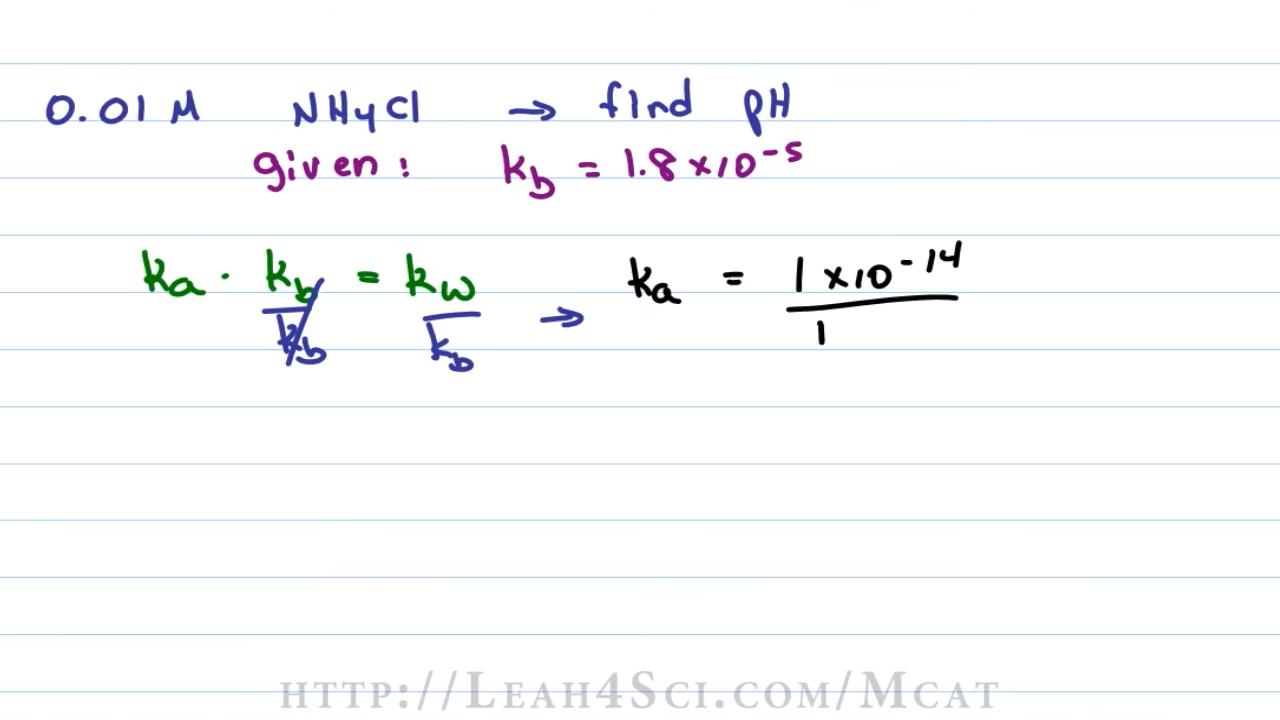 0.01 M NH4Cl → find pH
given: kb = 1.8×10⁻⁵
ka · kb/kb = kw/kb → ka = 1×10⁻¹⁴/1
HTTP://LEAH4SCI.COM/MCAT